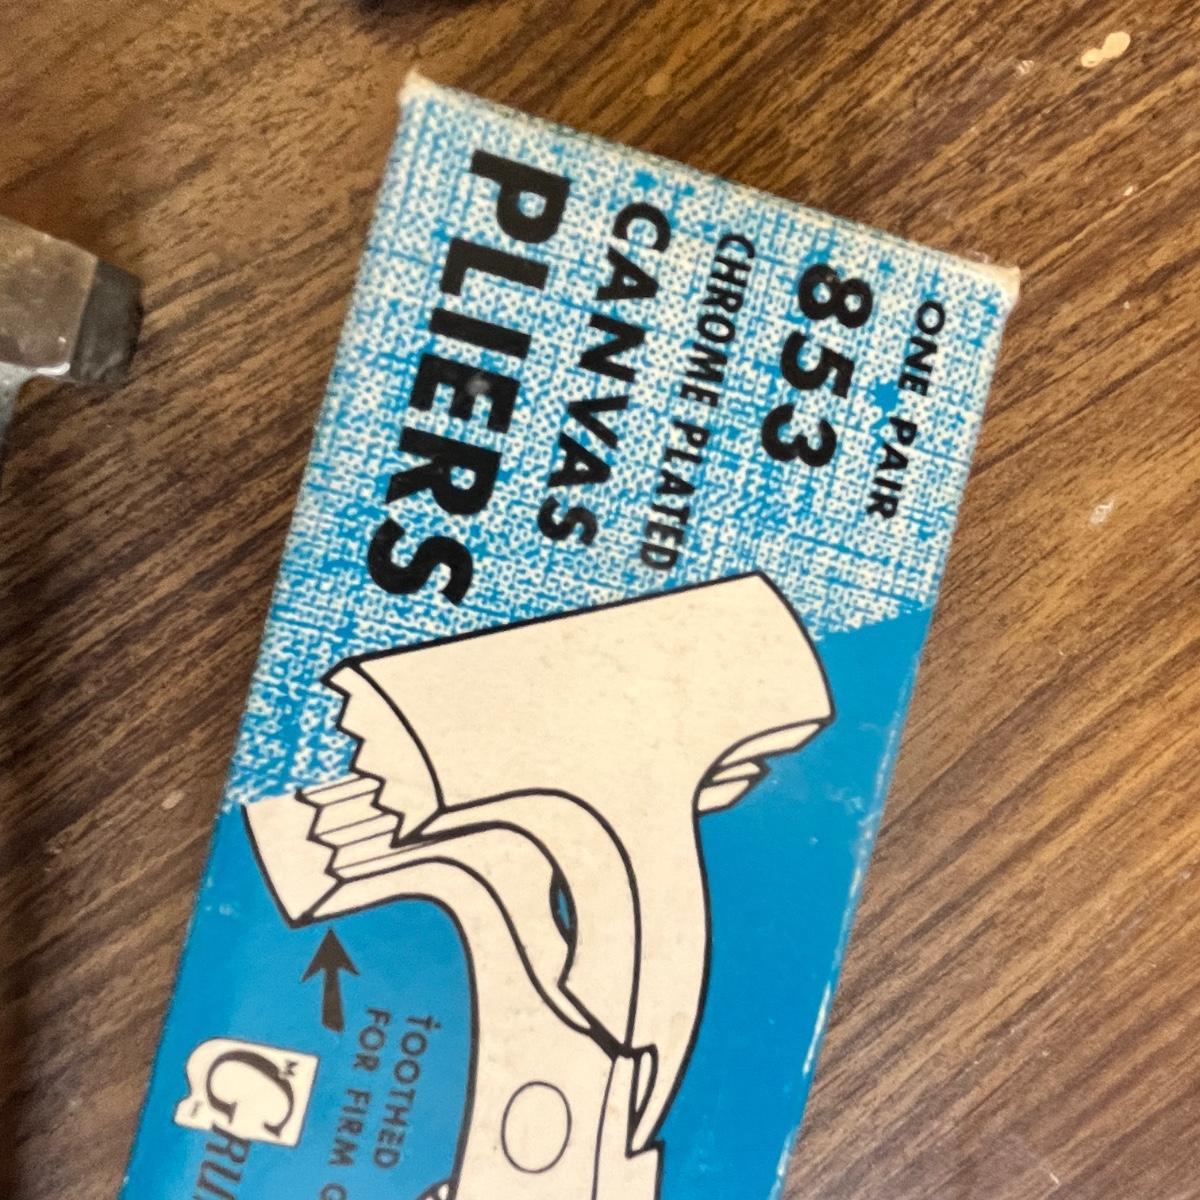 ONE PAIR
853
CHROME PLATED
CANVAS
PLIERS
TOOTHED
FOR FIRM
M
G